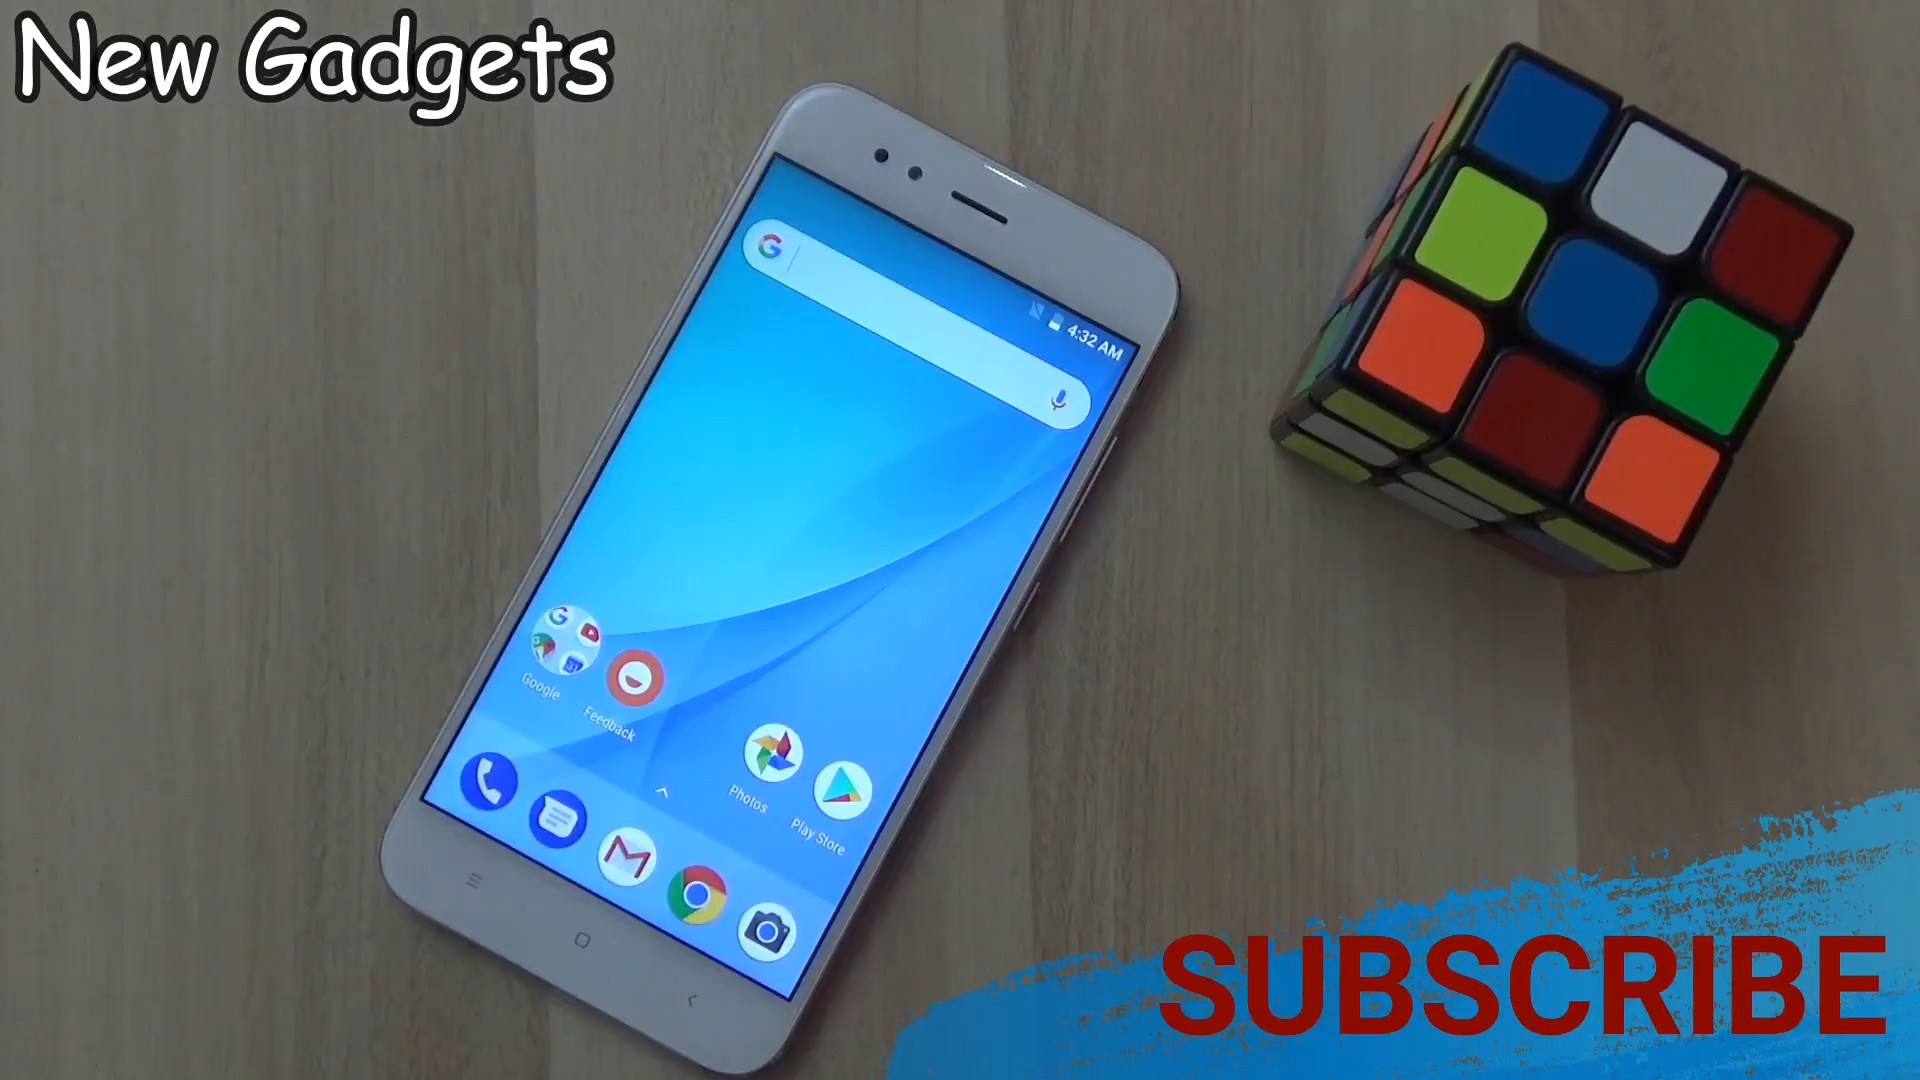 New Gadgets
4:32 AM
Google
Feedback
Photos
Play Store
SUBSCRIBE